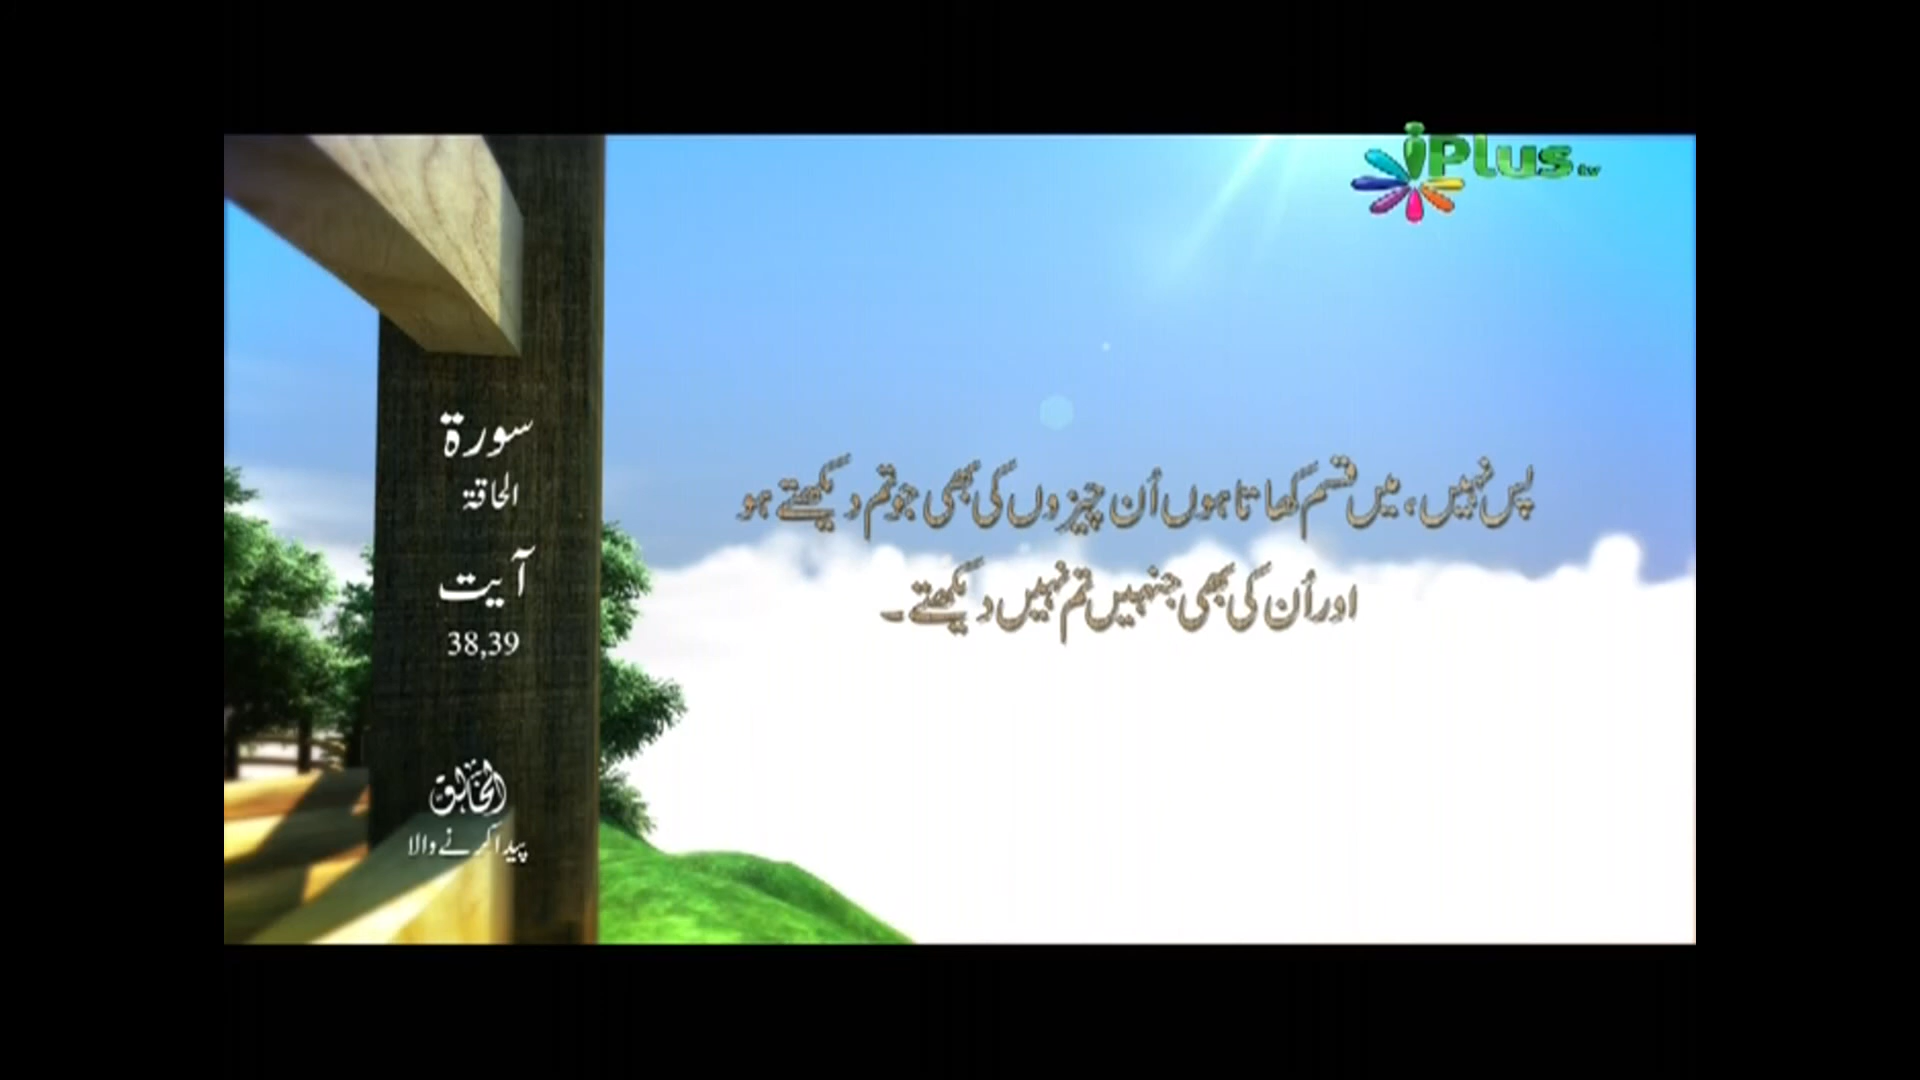 iPlus tv
پس نہیں، میں قسم کھاتا ہوں اُن چیزوں کی بھی جو تم دیکھتے ہو
اور اُن کی بھی جنہیں تم نہیں دیکھتے۔
سورۃ
الحاقۃ
آیت
38,39
الخالق
پیدا کرنے والا